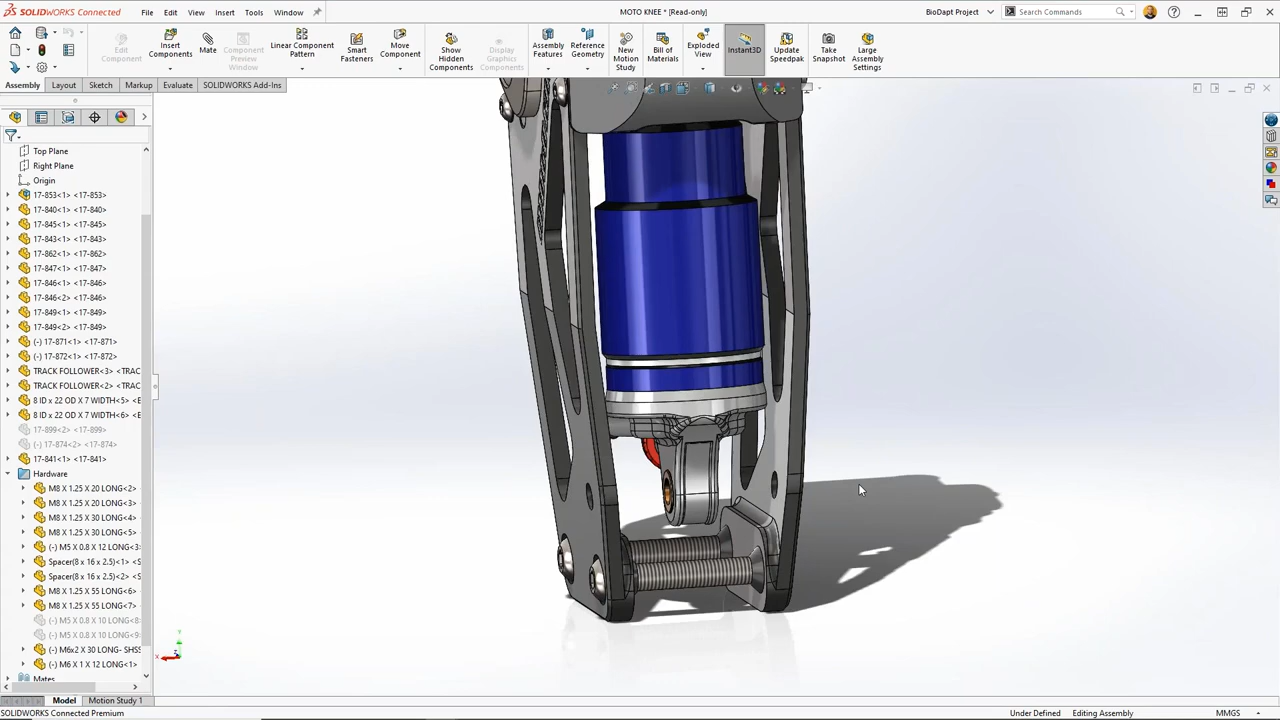 SOLIDWORKS Connected
File Edit View Insert Tools Window
MOTO KNEE * [Read-only]
BioDapt Project
Search Commands
Edit Component
Insert Components
Mate
Component Preview Window
Linear Component Pattern
Smart Fasteners
Move Component
Show Hidden Components
Display Graphics Components
Assembly Features
Reference Geometry
New Motion Study
Bill of Materials
Exploded View
Instant3D
Update Speedpak
Take Snapshot
Large Assembly Settings
Assembly Layout Sketch Markup Evaluate SOLIDWORKS Add-Ins
Top Plane
Right Plane
Origin
17-853<1> <17-853>
17-840<1> <17-840>
17-845<1> <17-845>
17-843<1> <17-843>
17-862<1> <17-862>
17-847<1> <17-847>
17-846<1> <17-846>
17-846<2> <17-846>
17-849<1> <17-849>
17-849<2> <17-849>
(-) 17-871<1> <17-871>
(-) 17-872<1> <17-872>
TRACK FOLLOWER<3> <TRAC
TRACK FOLLOWER<2> <TRAC
8 ID x 22 OD X 7 WIDTH<5> <E
8 ID x 22 OD X 7 WIDTH<6> <E
17-899<2> <17-899>
(-) 17-874<2> <17-874>
17-841<1> <17-841>
Hardware
M8 X 1.25 X 20 LONG<2>
M8 X 1.25 X 20 LONG<3>
M8 X 1.25 X 30 LONG<4>
M8 X 1.25 X 30 LONG<5>
(-) M5 X 0.8 X 12 LONG<3:
Spacer(8 x 16 x 2.5)<1> <S
Spacer(8 x 16 x 2.5)<2> <S
M8 X 1.25 X 55 LONG<6>
M8 X 1.25 X 55 LONG<7>
(-) M5 X 0.8 X 10 LONG<8:
(-) M5 X 0.8 X 10 LONG<9:
(-) M6x2 X 30 LONG- SHSS
(-) M6 X 1 X 12 LONG<1>
Mates
Model Motion Study 1
SOLIDWORKS Connected Premium
Under Defined
Editing Assembly
MMGS